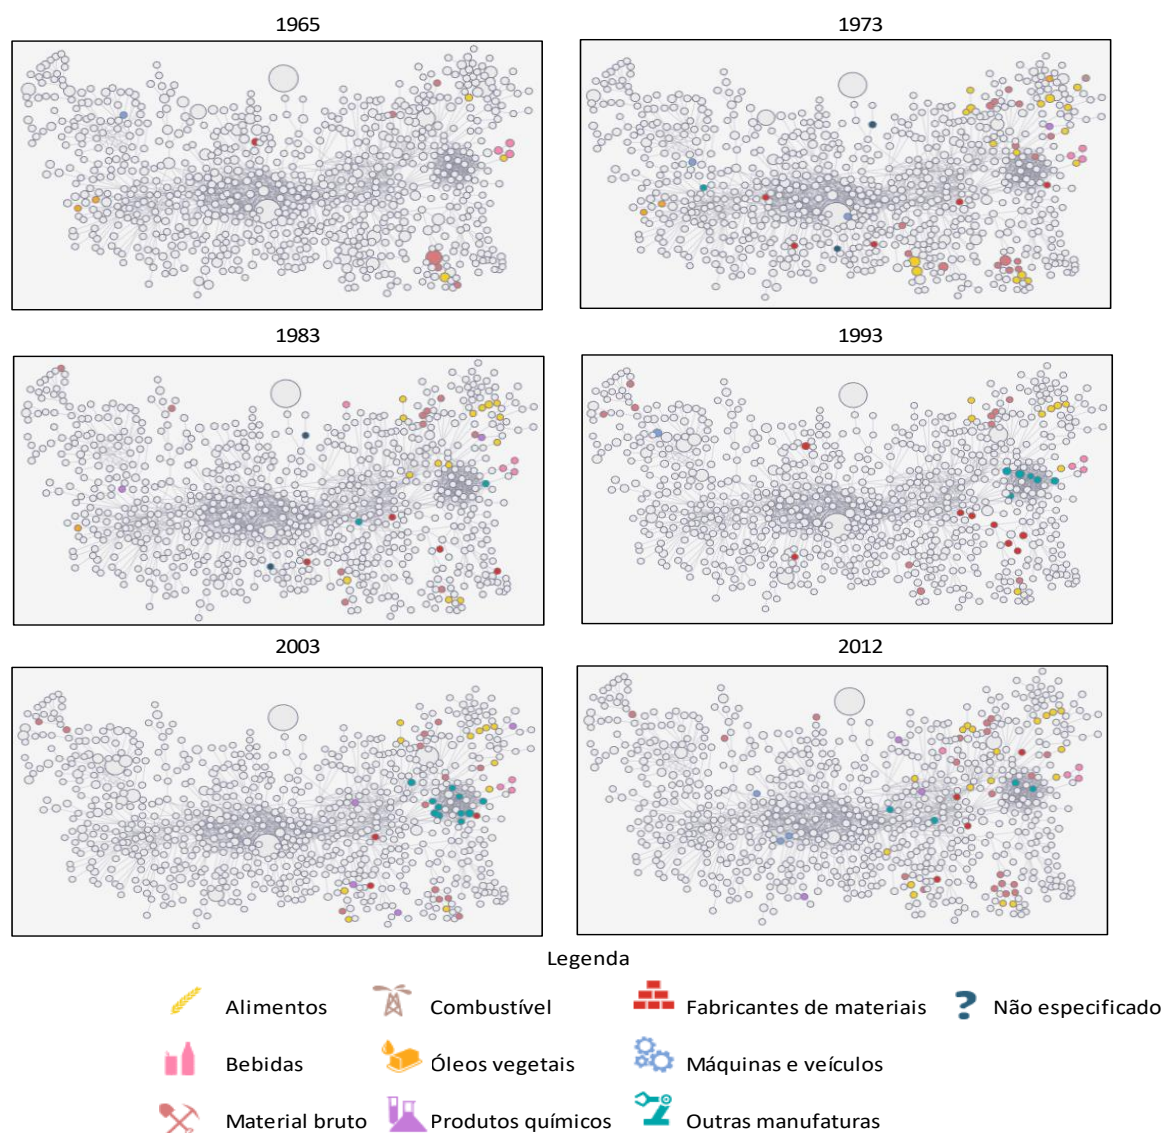 1965 1973
1983 1993
2003 2012
Legenda
Alimentos Combustível Fabricantes de materiais Não especificado
Bebidas Óleos vegetais Máquinas e veículos
Material bruto Produtos químicos Outras manufaturas